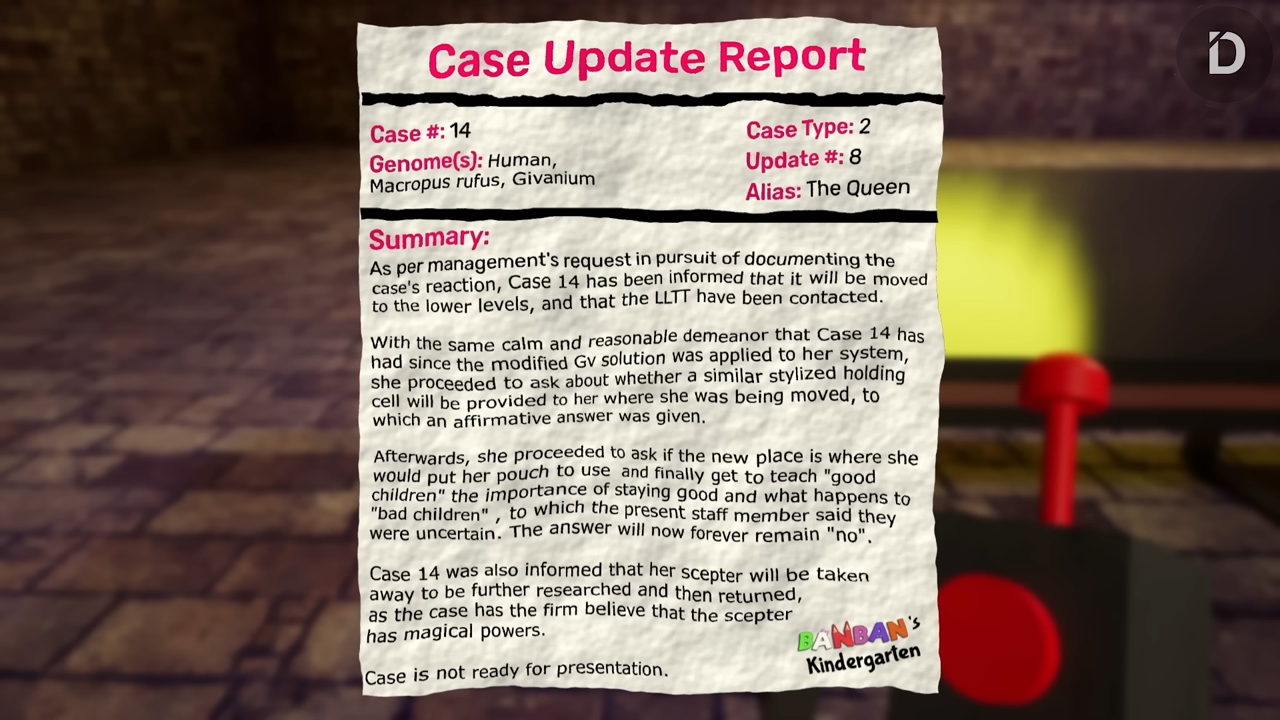 Case Update Report
Case #: 14
Genome(s): Human,
Macropus rufus, Givanium
Case Type: 2
Update #: 8
Alias: The Queen
Summary:
As per management's request in pursuit of documenting the
case's reaction, Case 14 has been informed that it will be moved
to the lower levels, and that the LLTT have been contacted.
With the same calm and reasonable demeanor that Case 14 has
had since the modified Gv solution was applied to her system,
she proceeded to ask about whether a similar stylized holding
cell will be provided to her where she was being moved, to
which an affirmative answer was given.
Afterwards, she proceeded to ask if the new place is where she
would put her pouch to use and finally get to teach "good
children" the importance of staying good and what happens to
"bad children" , to which the present staff member said they
were uncertain. The answer will now forever remain "no".
Case 14 was also informed that her scepter will be taken
away to be further researched and then returned,
as the case has the firm believe that the scepter
has magical powers.
Case is not ready for presentation.
BANBAN's
Kindergarten
D